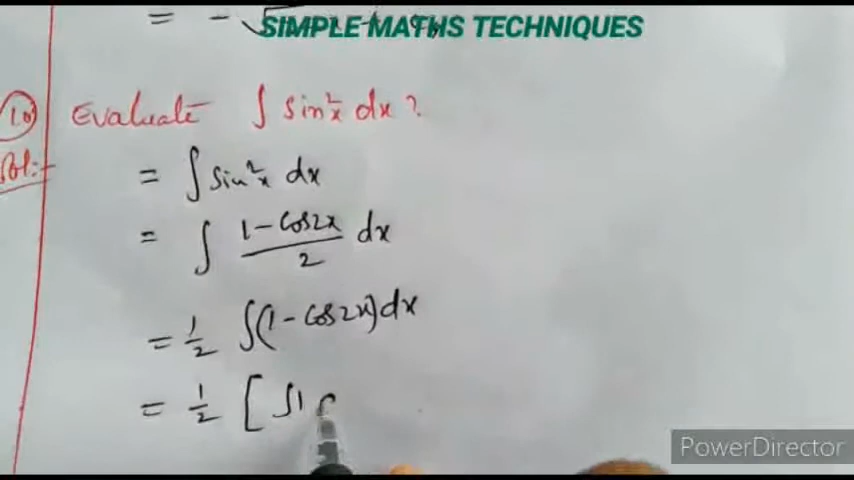 = - √
SIMPLE MATHS TECHNIQUES
10) Evaluate ∫ sin²x dx ?
Sol:-
= ∫ sin²x dx
= ∫ (1 - cos2x)/2 dx
= 1/2 ∫(1 - cos2x) dx
= 1/2 [ ∫1
PowerDirector